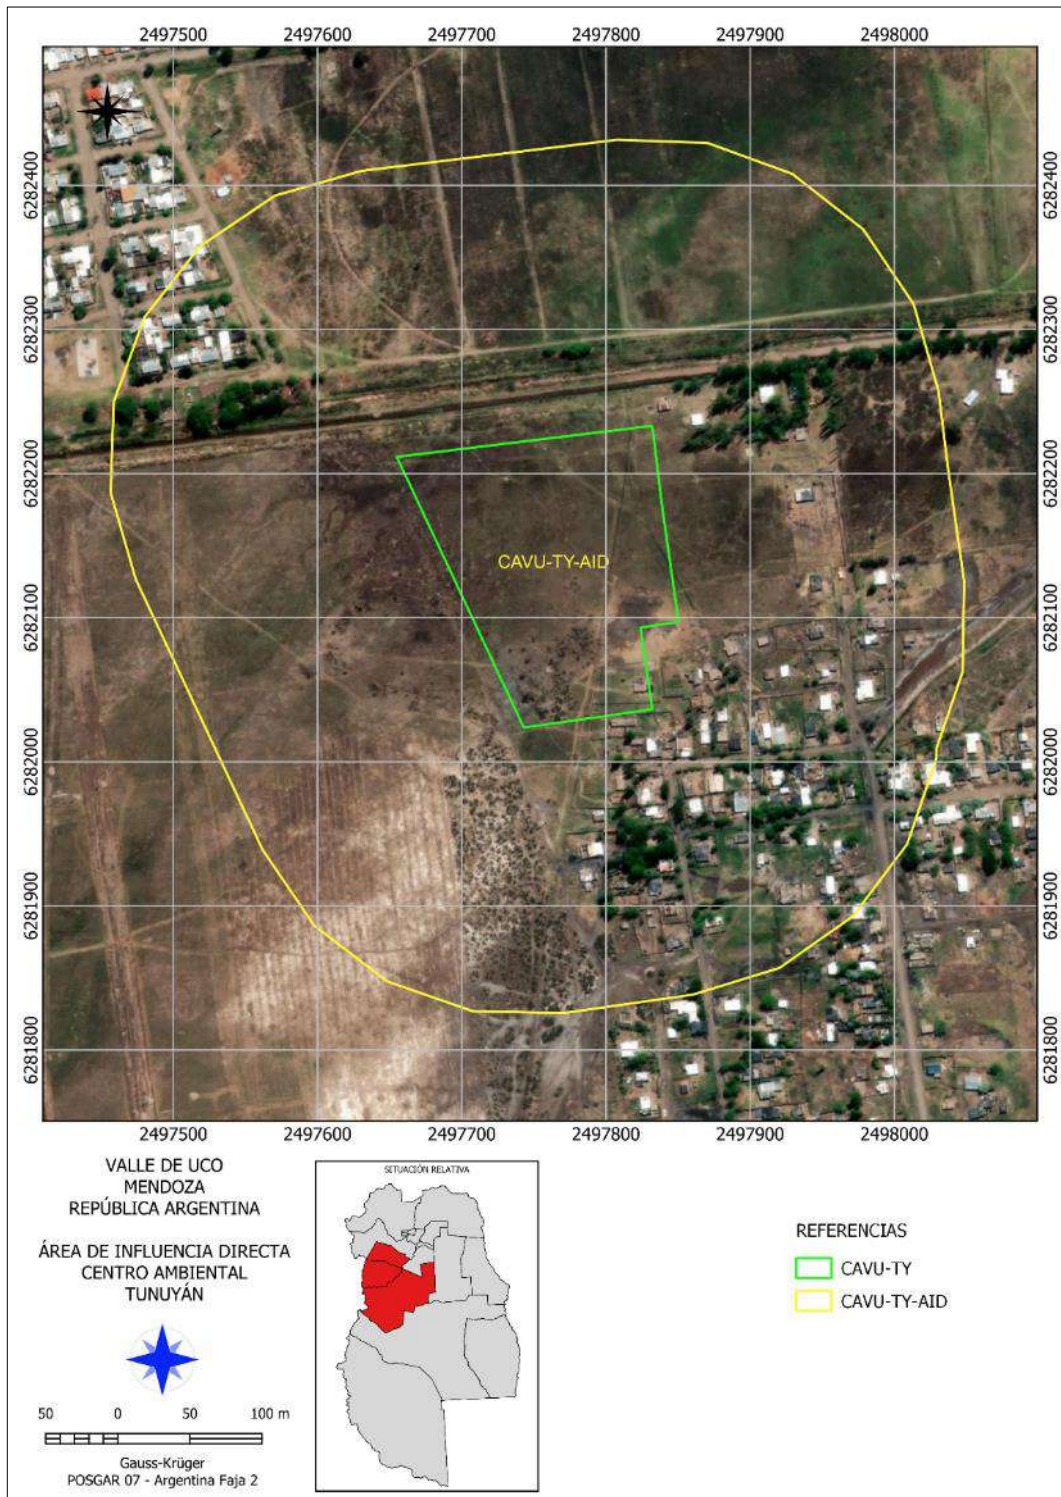 2497500 2497600 2497700 2497800 2497900 2498000
6282400 6282400
6282300 6282300
6282200 6282200
CAVU-TY-AID
6282100 6282100
6282000 6282000
6281900 6281900
6281800 6281800
2497500 2497600 2497700 2497800 2497900 2498000
VALLE DE UCO
MENDOZA
REPÚBLICA ARGENTINA
ÁREA DE INFLUENCIA DIRECTA
CENTRO AMBIENTAL
TUNUYÁN
50 0 50 100 m
Gauss-Krüger
POSGAR 07 - Argentina Faja 2
SITUACIÓN RELATIVA
REFERENCIAS
CAVU-TY
CAVU-TY-AID